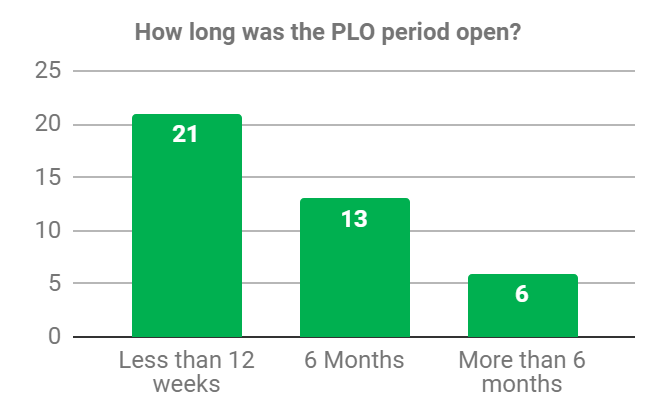 How long was the PLO period open?
25
20
15
10
5
0
21
13
6
Less than 12
weeks
6 Months
More than 6
months